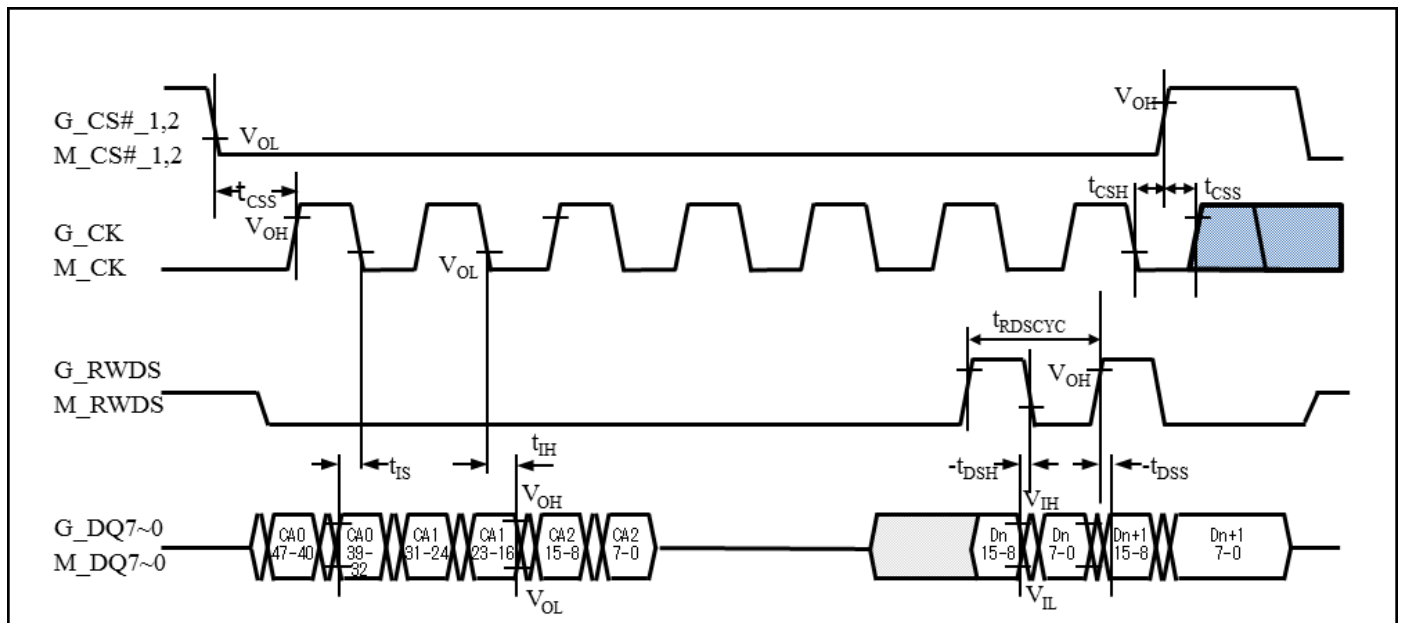 G_CS#_1,2
M_CS#_1,2
VOL
VOH
tCSS
tCSH
tCSS
G_CK
M_CK
VOH
VOL
tRDSCYC
G_RWDS
M_RWDS
VOH
tIS
tIH
-tDSH
-tDSS
G_DQ7~0
M_DQ7~0
VOH
VOL
VIH
VIL
CA0
47-40
CA0
39-
32
CA1
31-24
CA1
23-16
CA2
15-8
CA2
7-0
Dn
15-8
Dn
7-0
Dn+1
15-8
Dn+1
7-0